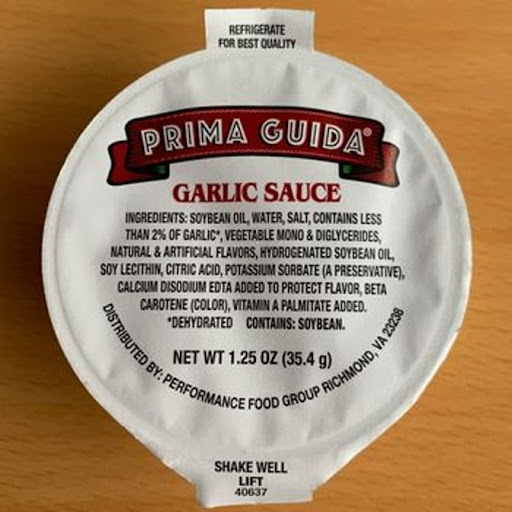 REFRIGERATE
FOR BEST QUALITY
PRIMA GUIDA®
GARLIC SAUCE
INGREDIENTS: SOYBEAN OIL, WATER, SALT, CONTAINS LESS
THAN 2% OF GARLIC*, VEGETABLE MONO & DIGLYCERIDES,
NATURAL & ARTIFICIAL FLAVORS, HYDROGENATED SOYBEAN OIL,
SOY LECITHIN, CITRIC ACID, POTASSIUM SORBATE (A PRESERVATIVE),
CALCIUM DISODIUM EDTA ADDED TO PROTECT FLAVOR, BETA
CAROTENE (COLOR), VITAMIN A PALMITATE ADDED.
*DEHYDRATED CONTAINS: SOYBEAN.
NET WT 1.25 OZ (35.4 g)
DISTRIBUTED BY: PERFORMANCE FOOD GROUP RICHMOND, VA 23238
SHAKE WELL
LIFT
40637